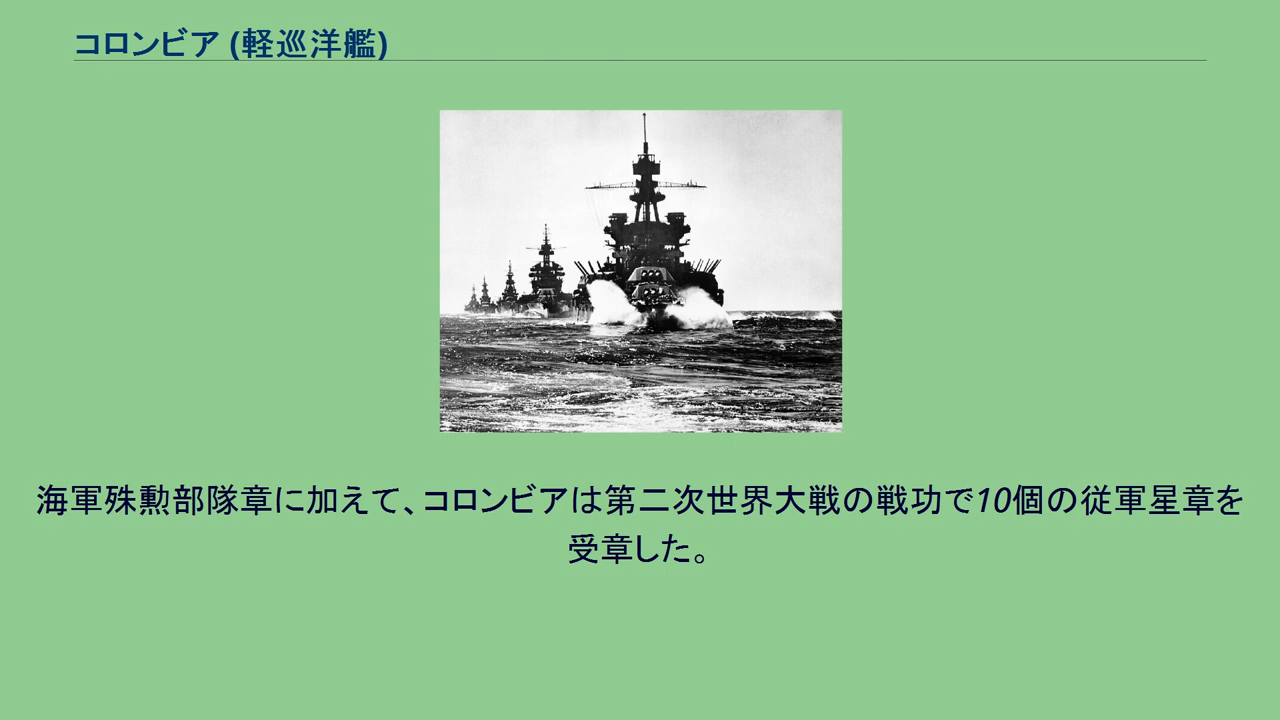 コロンビア (軽巡洋艦)
海軍殊勲部隊章に加えて、コロンビアは第二次世界大戦の戦功で10個の従軍星章を
受章した。